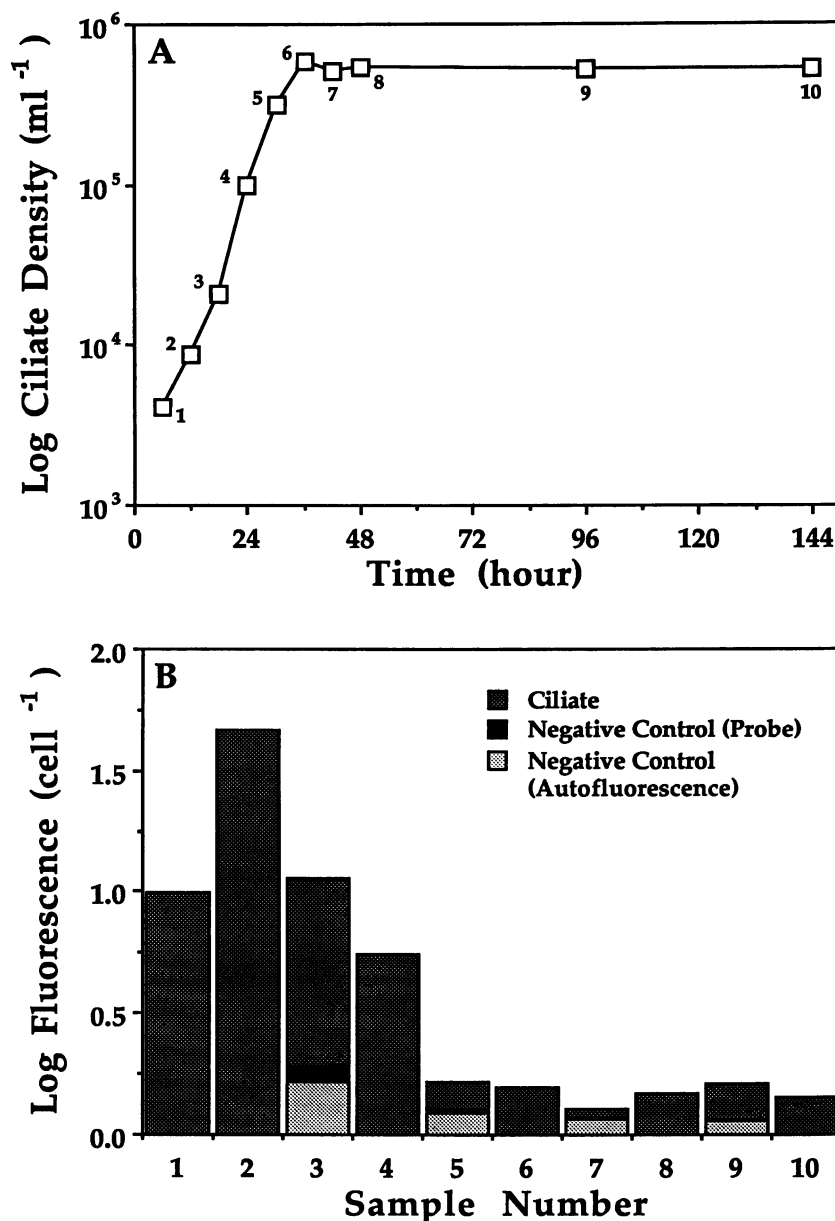 A
Log Ciliate Density (ml -1)
10^6
10^5
10^4
10^3
1
2
3
4
5
6
7
8
9
10
0 24 48 72 96 120 144
Time (hour)
B
Log Fluorescence (cell -1)
2.0
1.5
1.0
0.5
0.0
Ciliate
Negative Control (Probe)
Negative Control
(Autofluorescence)
1 2 3 4 5 6 7 8 9 10
Sample Number